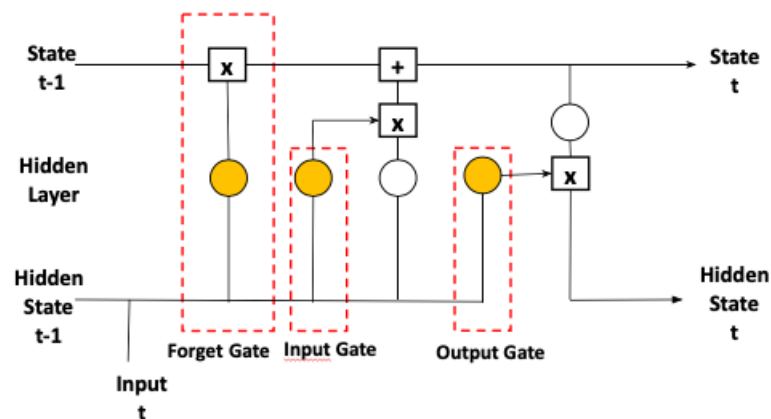 State
t-1
x
+
State
t
x
Hidden
Layer
x
Hidden
State
t-1
Hidden
State
t
Forget Gate
Input Gate
Output Gate
Input
t